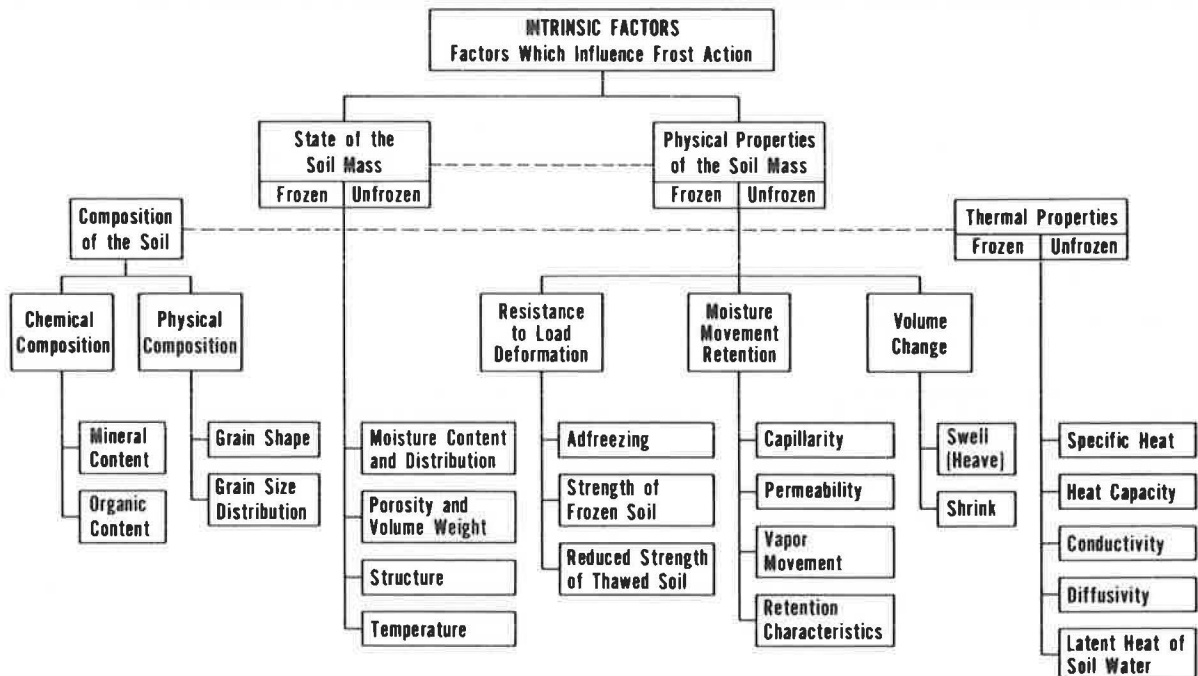 INTRINSIC FACTORS
Factors Which Influence Frost Action
State of the
Soil Mass
Frozen
Unfrozen
Physical Properties
of the Soil Mass
Frozen
Unfrozen
Composition
of the Soil
Thermal Properties
Frozen
Unfrozen
Chemical
Composition
Physical
Composition
Resistance
to Load
Deformation
Moisture
Movement
Retention
Volume
Change
Mineral
Content
Organic
Content
Grain Shape
Grain Size
Distribution
Moisture Content
and Distribution
Porosity and
Volume Weight
Structure
Temperature
Adfreezing
Strength of
Frozen Soil
Reduced Strength
of Thawed Soil
Capillarity
Permeability
Vapor
Movement
Retention
Characteristics
Swell
(Heave)
Shrink
Specific Heat
Heat Capacity
Conductivity
Diffusivity
Latent Heat of
Soil Water